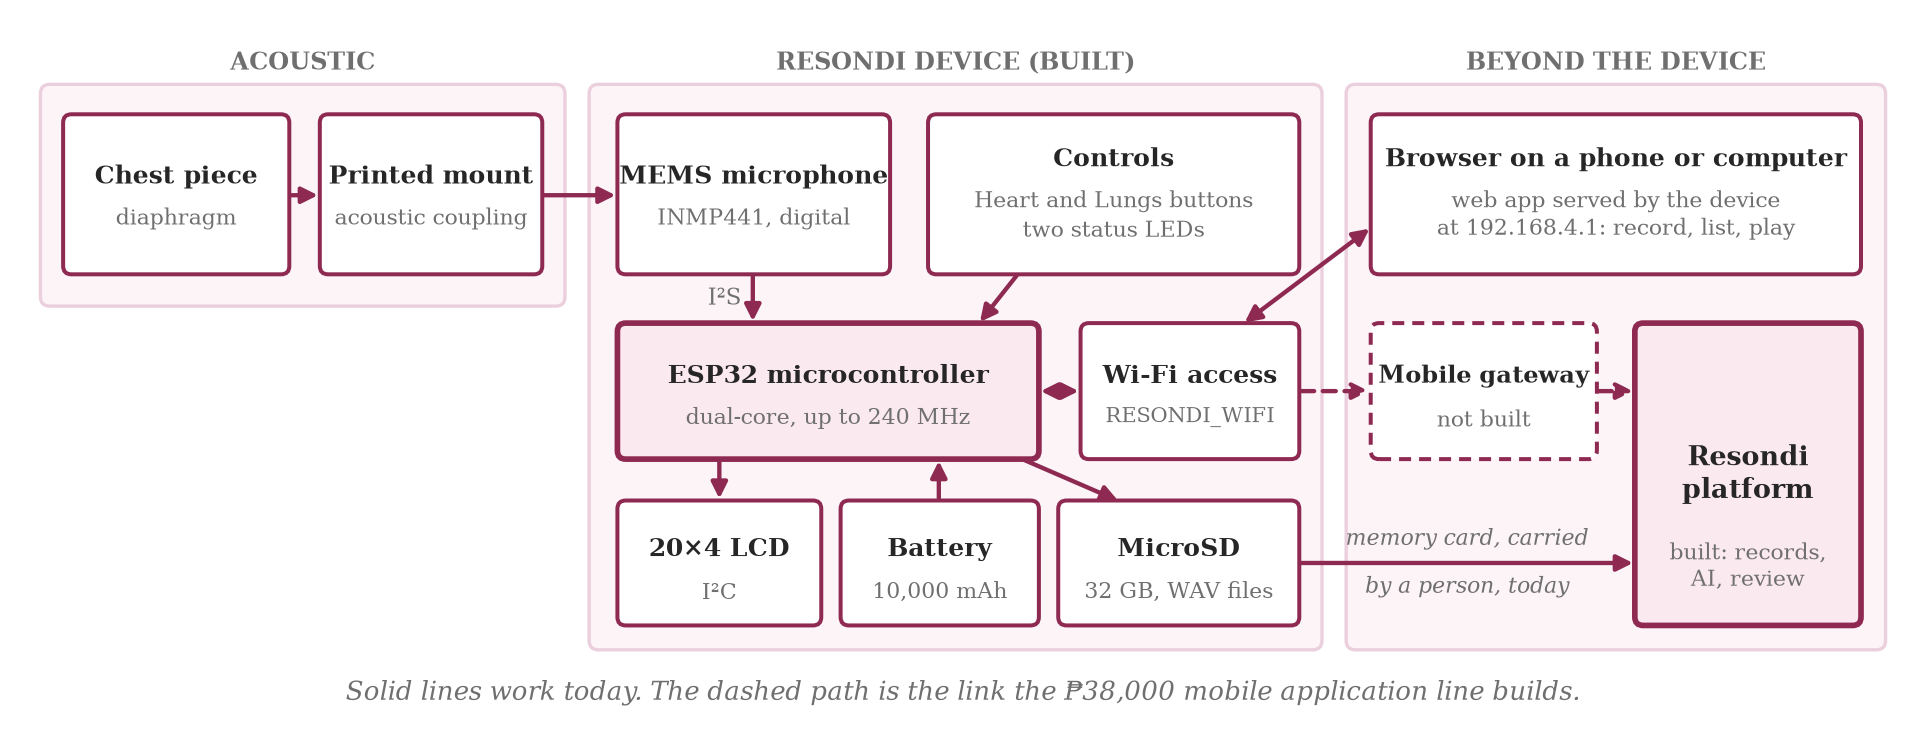 ACOUSTIC
Chest piece
diaphragm
Printed mount
acoustic coupling
RESONDI DEVICE (BUILT)
MEMS microphone
INMP441, digital
Controls
Heart and Lungs buttons
two status LEDs
I²S
ESP32 microcontroller
dual-core, up to 240 MHz
Wi-Fi access
RESONDI_WIFI
20×4 LCD
I²C
Battery
10,000 mAh
MicroSD
32 GB, WAV files
BEYOND THE DEVICE
Browser on a phone or computer
web app served by the device
at 192.168.4.1: record, list, play
Mobile gateway
not built
memory card, carried
by a person, today
Resondi
platform
built: records,
AI, review
Solid lines work today. The dashed path is the link the ₱38,000 mobile application line builds.